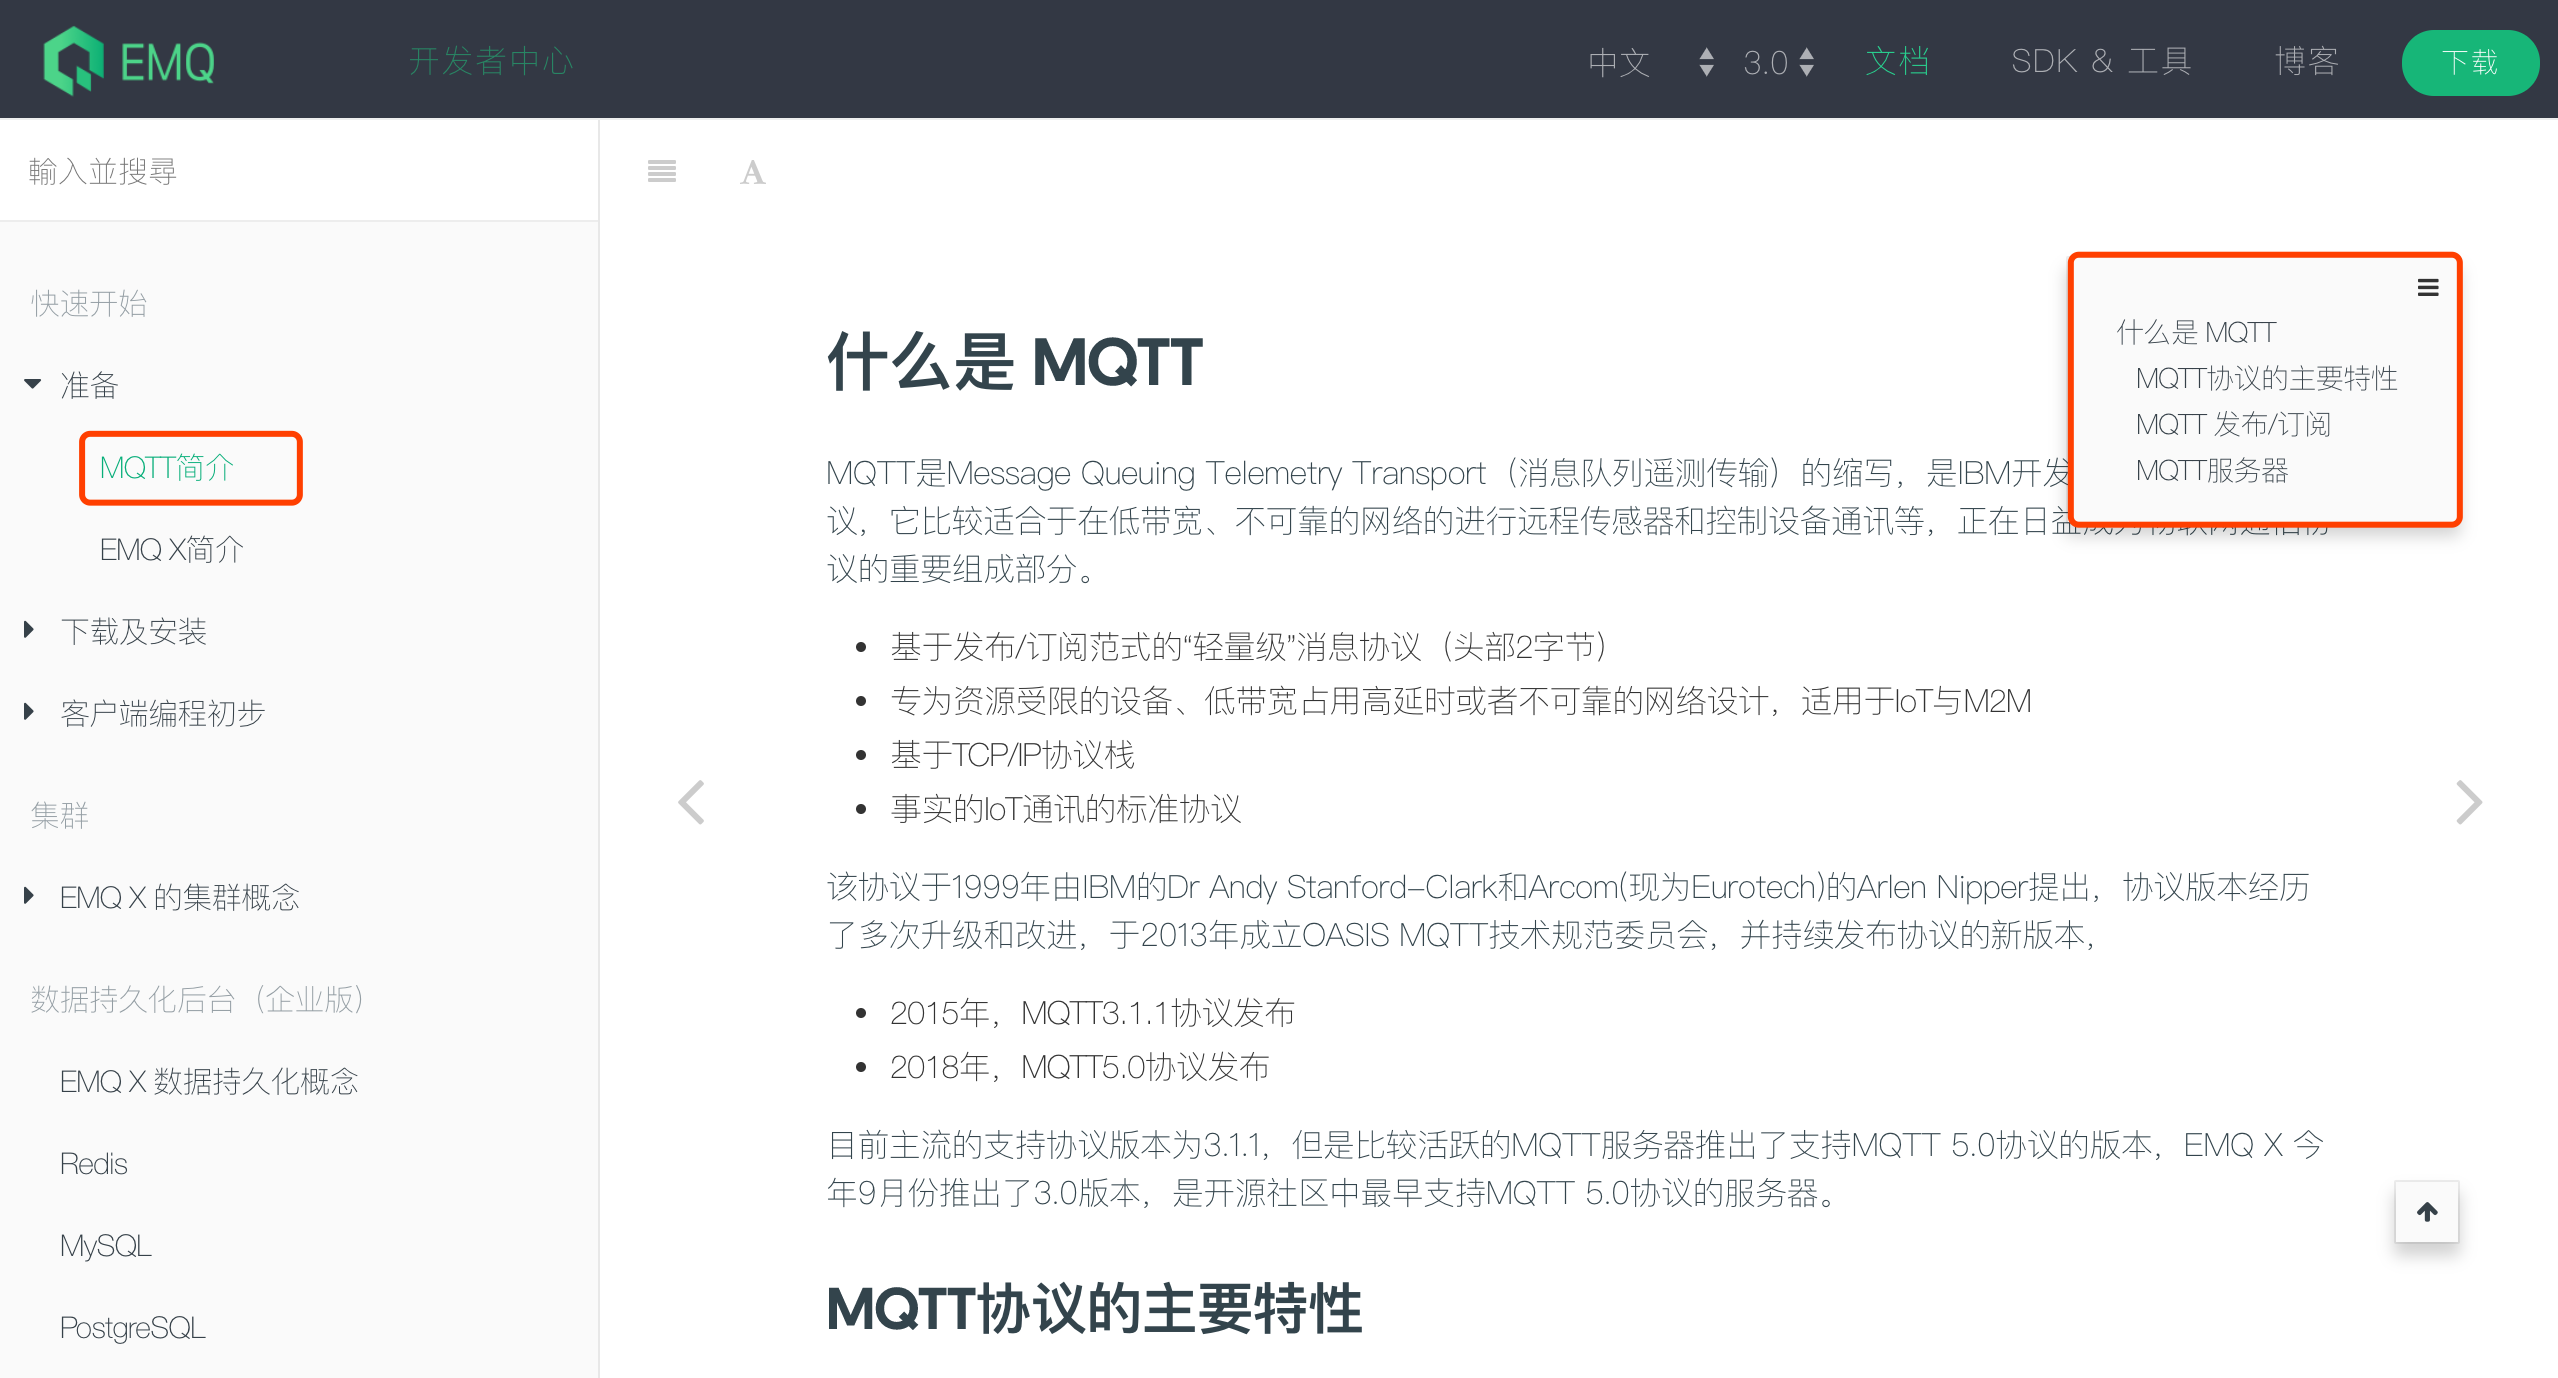 EMQ
开发者中心
中文
3.0
文档
SDK & 工具
博客
下载
輸入並搜尋
A
快速开始
准备
MQTT简介
EMQ X简介
下载及安装
客户端编程初步
集群
EMQ X 的集群概念
数据持久化后台（企业版）
EMQ X 数据持久化概念
Redis
MySQL
PostgreSQL
什么是 MQTT
MQTT是Message Queuing Telemetry Transport（消息队列遥测传输）的缩写，是IBM开发
议，它比较适合于在低带宽、不可靠的网络的进行远程传感器和控制设备通讯等，正在日益成为物联网通信协
议的重要组成部分。
• 基于发布/订阅范式的“轻量级”消息协议（头部2字节）
• 专为资源受限的设备、低带宽占用高延时或者不可靠的网络设计，适用于IoT与M2M
• 基于TCP/IP协议栈
• 事实的IoT通讯的标准协议
该协议于1999年由IBM的Dr Andy Stanford-Clark和Arcom(现为Eurotech)的Arlen Nipper提出，协议版本经历
了多次升级和改进，于2013年成立OASIS MQTT技术规范委员会，并持续发布协议的新版本，
• 2015年，MQTT3.1.1协议发布
• 2018年，MQTT5.0协议发布
目前主流的支持协议版本为3.1.1，但是比较活跃的MQTT服务器推出了支持MQTT 5.0协议的版本，EMQ X 今
年9月份推出了3.0版本，是开源社区中最早支持MQTT 5.0协议的服务器。
MQTT协议的主要特性
什么是 MQTT
MQTT协议的主要特性
MQTT 发布/订阅
MQTT服务器